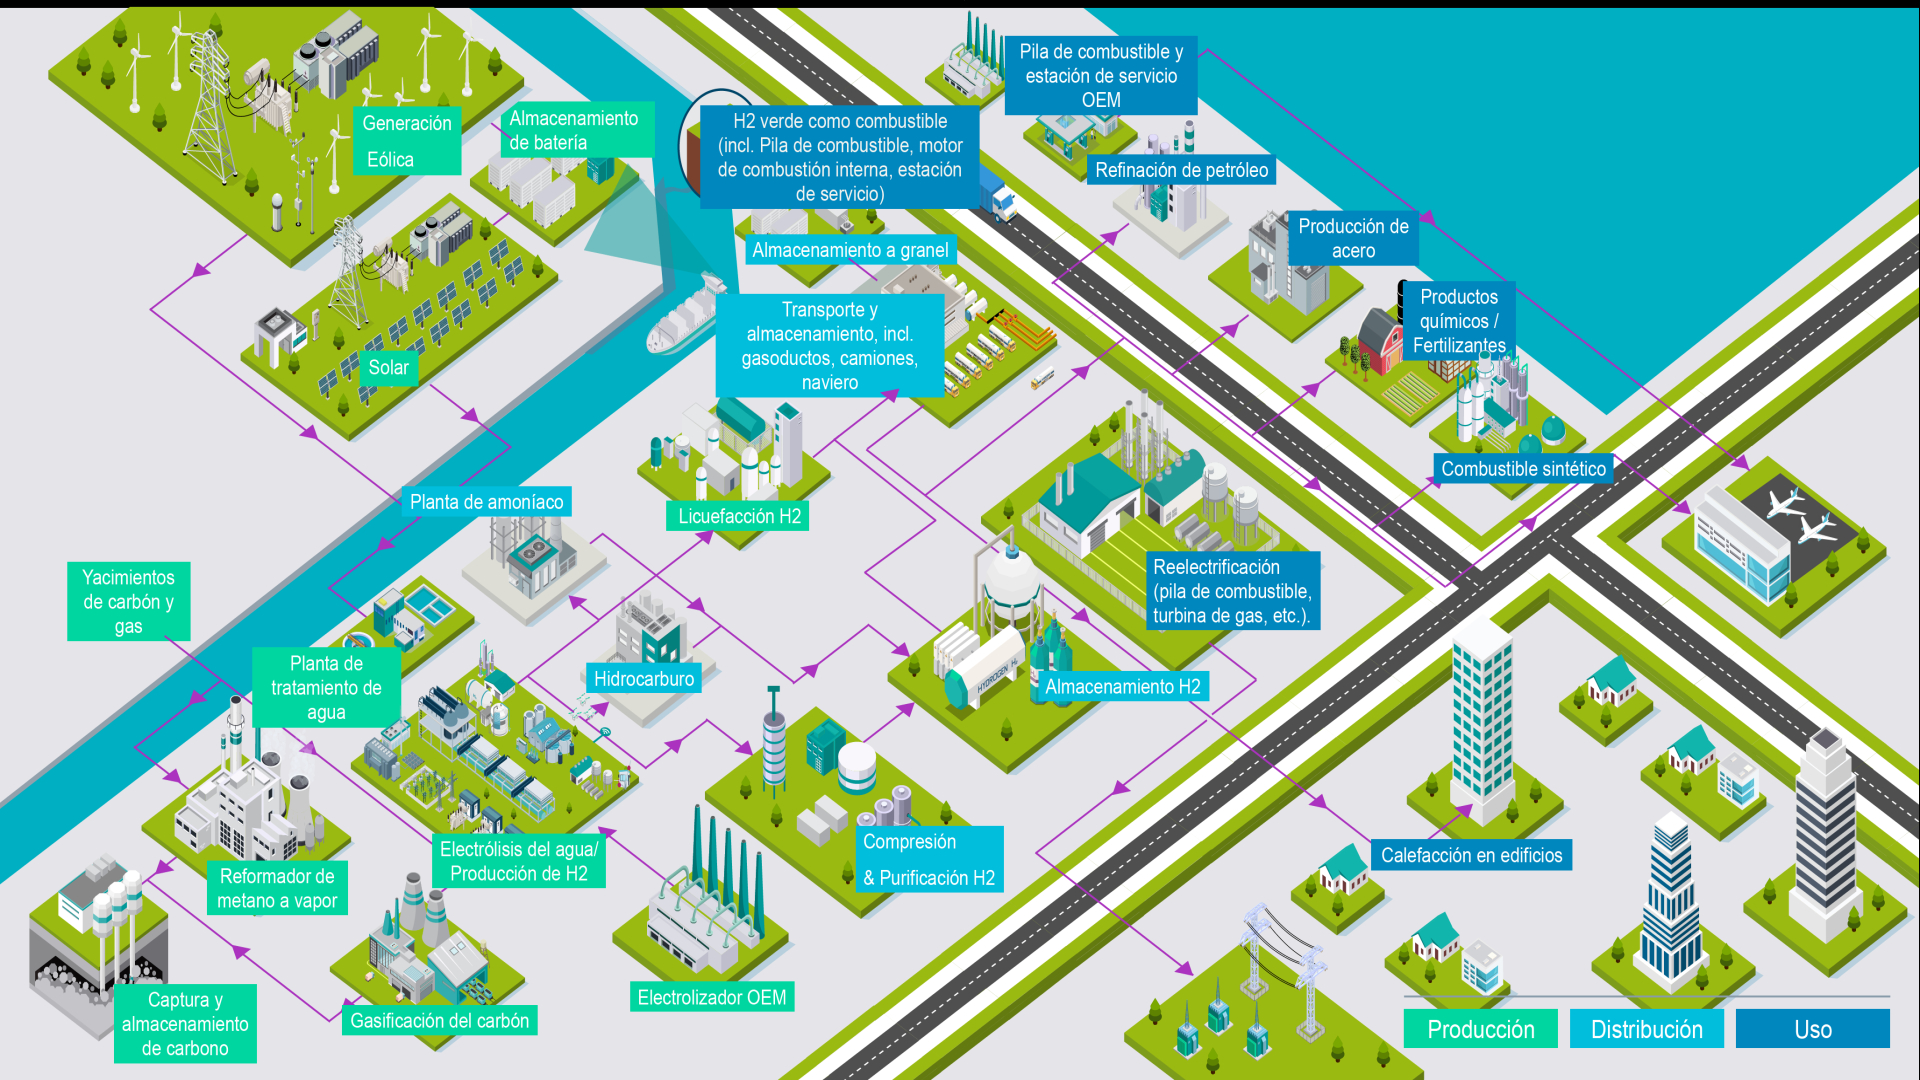 Pila de combustible y
estación de servicio
OEM
Generación
Eólica
Almacenamiento
de batería
H2 verde como combustible
(incl. Pila de combustible, motor
de combustión interna, estación
de servicio)
Refinación de petróleo
Producción de
acero
Almacenamiento a granel
Transporte y
almacenamiento, incl.
gasoductos, camiones,
naviero
Productos
químicos /
Fertilizantes
Solar
Combustible sintético
Planta de amoníaco
Licuefacción H2
Reelectrificación
(pila de combustible,
turbina de gas, etc.).
Yacimientos
de carbón y
gas
Planta de
tratamiento de
agua
Hidrocarburo
HYDROGEN H₂
Almacenamiento H2
Compresión
& Purificación H2
Electrólisis del agua/
Producción de H2
Calefacción en edificios
Reformador de
metano a vapor
Electrolizador OEM
Gasificación del carbón
Captura y
almacenamiento
de carbono
Producción
Distribución
Uso